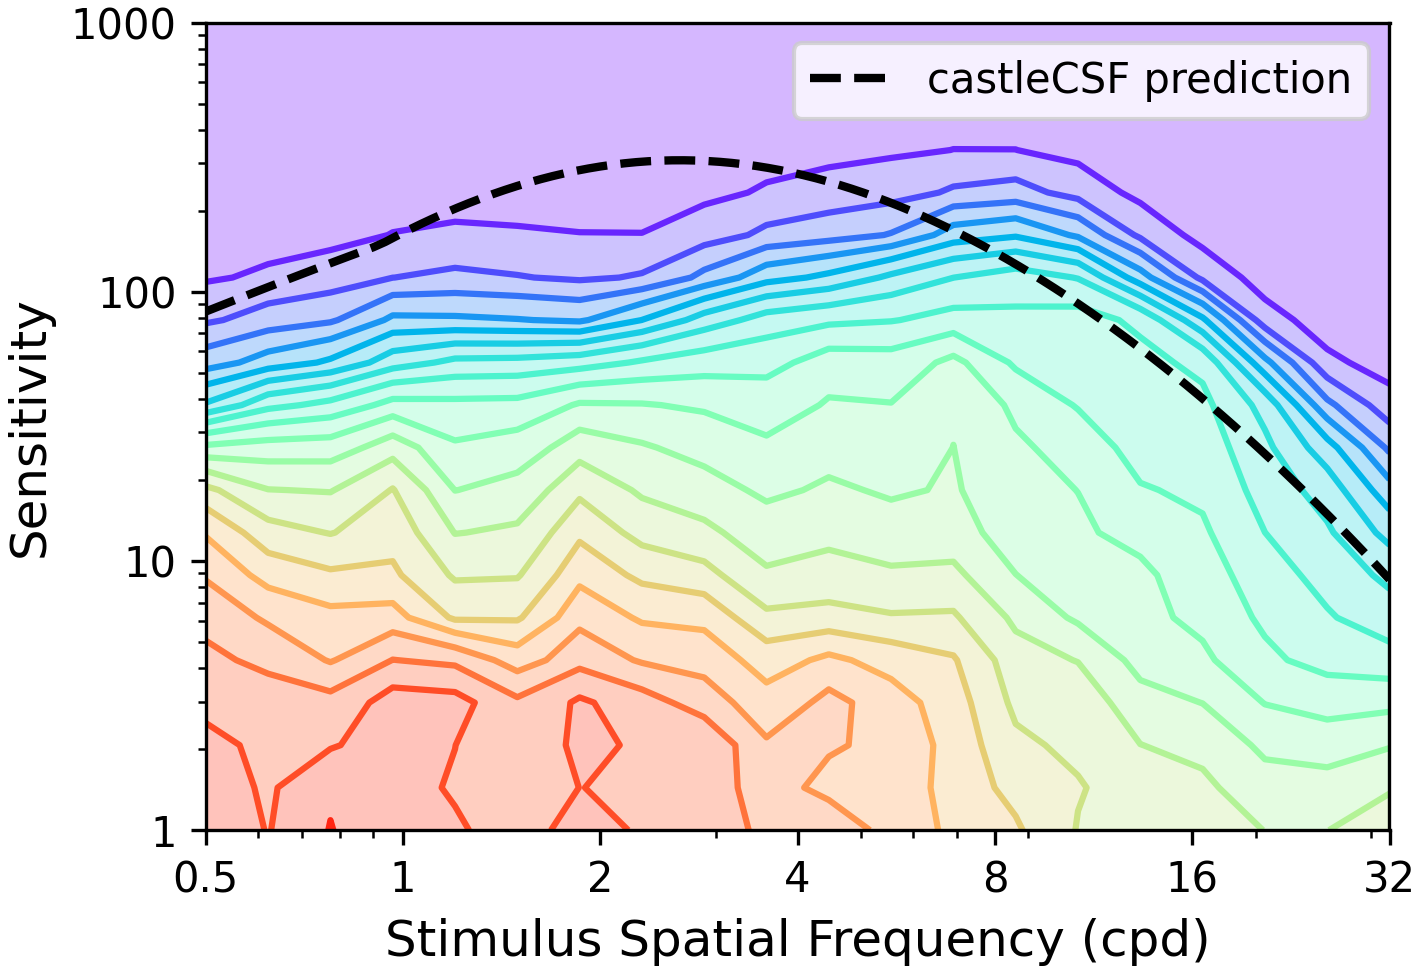 1000
castleCSF prediction
100
Sensitivity
10
1
0.5 1 2 4 8 16 32
Stimulus Spatial Frequency (cpd)